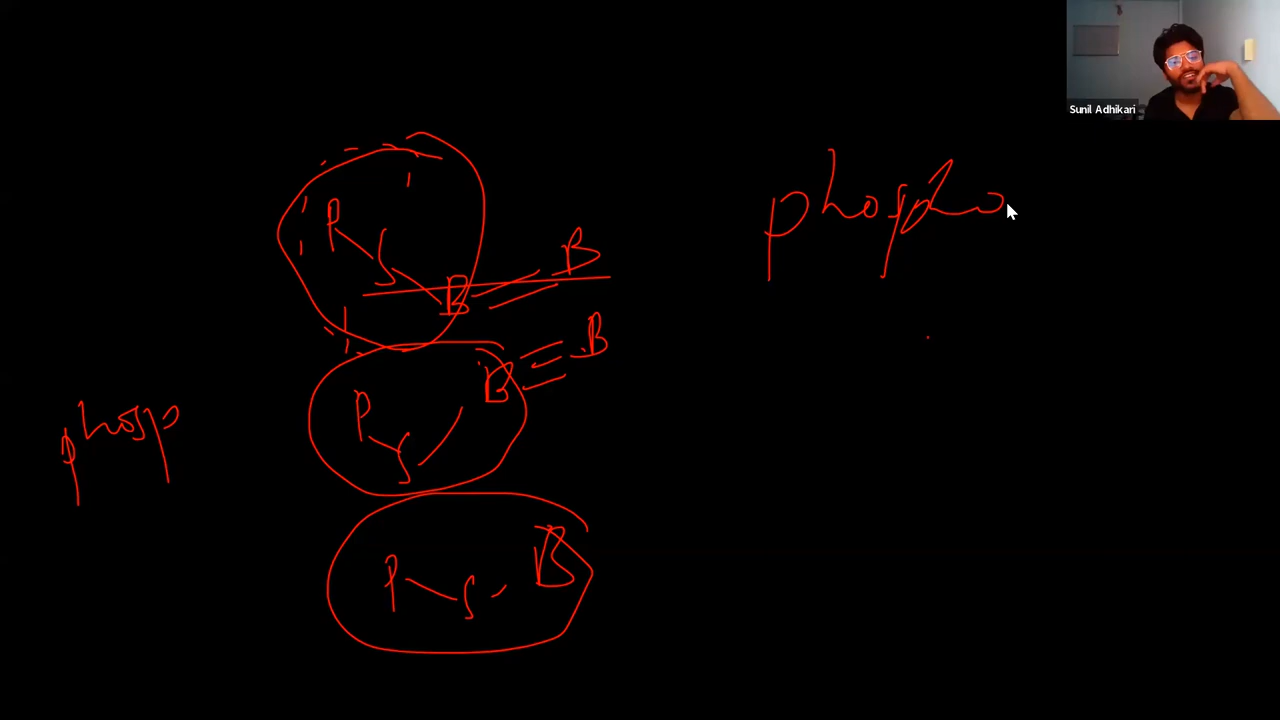 Sunil Adhikari
phospho
P S B B
P S B B
phosp
P S B